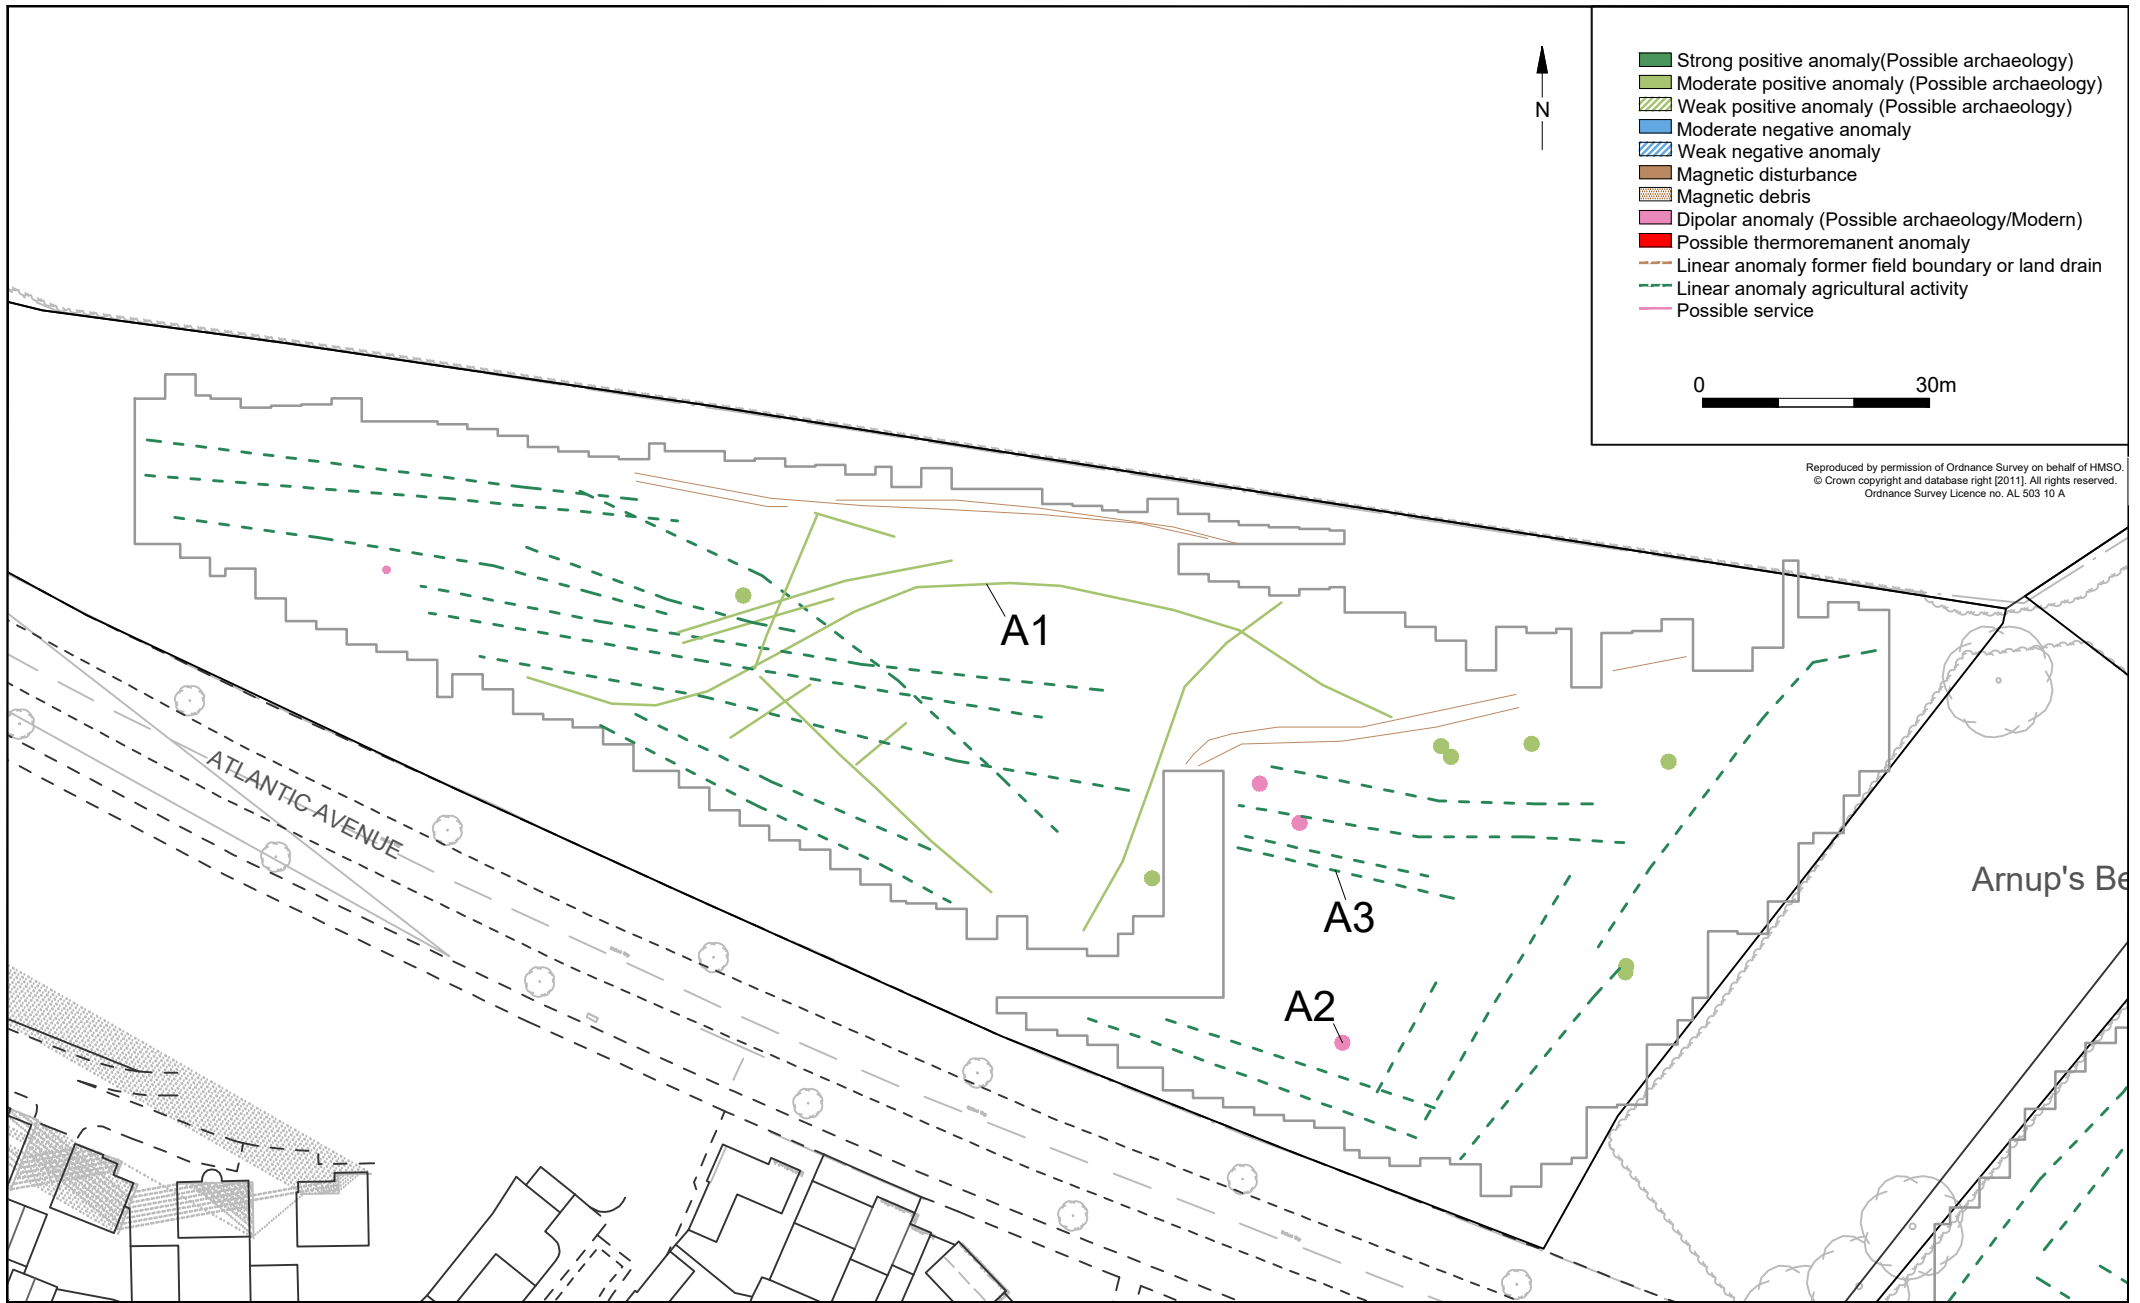 Strong positive anomaly(Possible archaeology)
Moderate positive anomaly (Possible archaeology)
Weak positive anomaly (Possible archaeology)
Moderate negative anomaly
Weak negative anomaly
Magnetic disturbance
Magnetic debris
Dipolar anomaly (Possible archaeology/Modern)
Possible thermoremanent anomaly
Linear anomaly former field boundary or land drain
Linear anomaly agricultural activity
Possible service
N
0 30m
Reproduced by permission of Ordnance Survey on behalf of HMSO.
© Crown copyright and database right [2011]. All rights reserved.
Ordnance Survey Licence no. AL 503 10 A
A1
ATLANTIC AVENUE
Arnup's Be
A3
A2